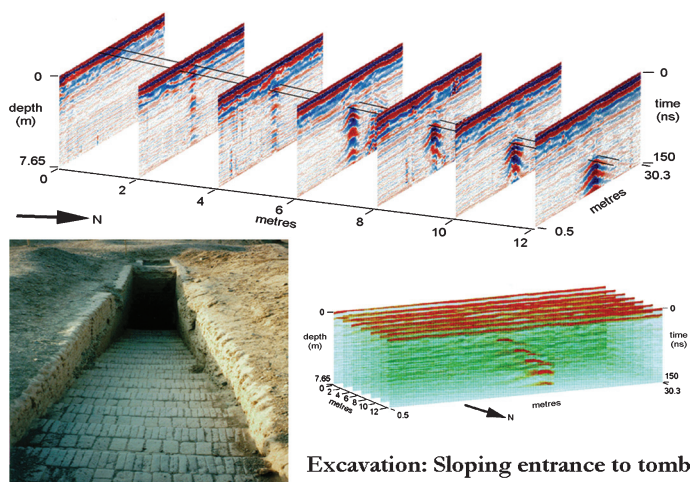 0
depth
(m)
7.65
0
2
4
6
8
10
12
metres
N
0
time
(ns)
150
30.3
metres
0.5
0
depth
(m)
7.65
0
2
4
6
8
10
12
metres
0.5
N
metres
0
time
(ns)
150
30.3
Excavation: Sloping entrance to tomb